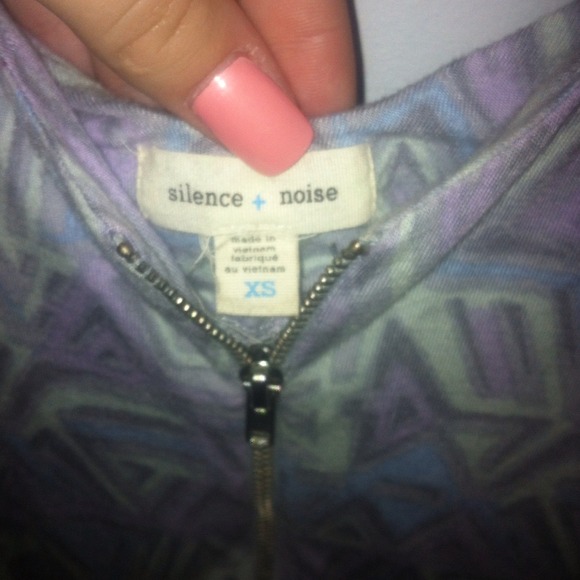 silence + noise
made in
vietnam
fabriqué
au vietnam
XS